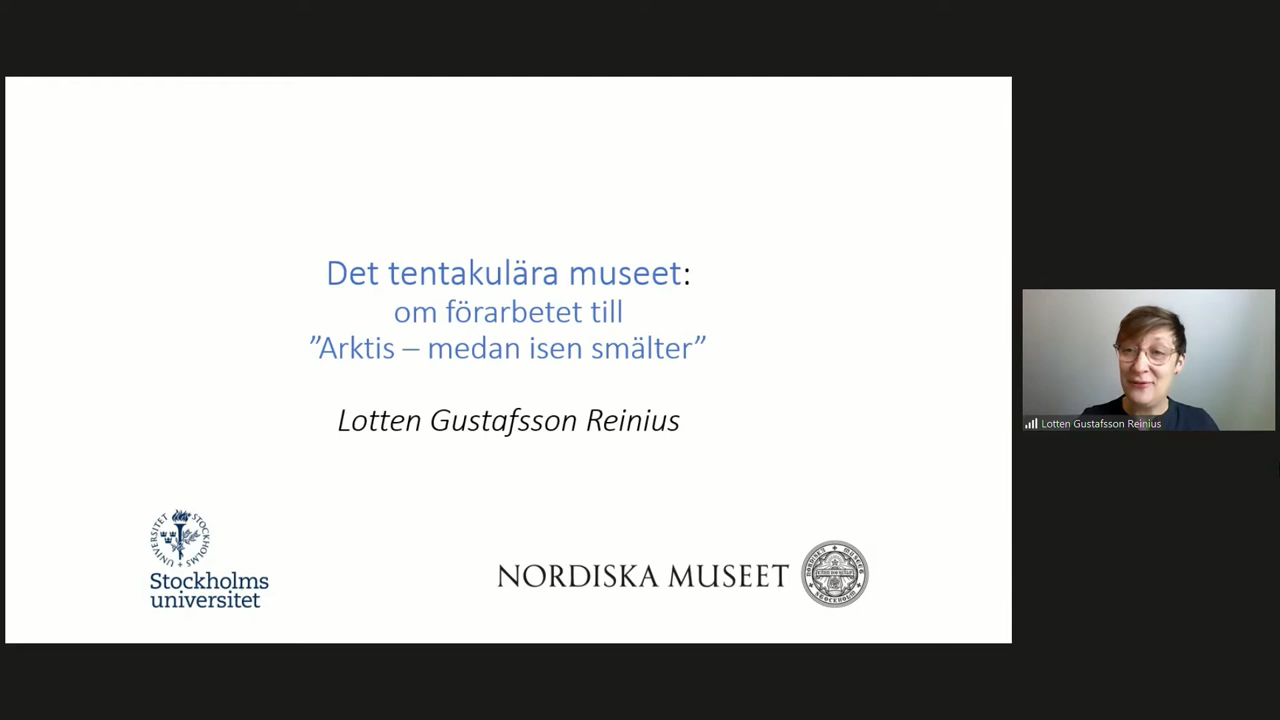 Det tentakulära museet:
om förarbetet till
”Arktis – medan isen smälter”
Lotten Gustafsson Reinius
Lotten Gustafsson Reinius
Stockholms
universitet
NORDISKA MUSEET